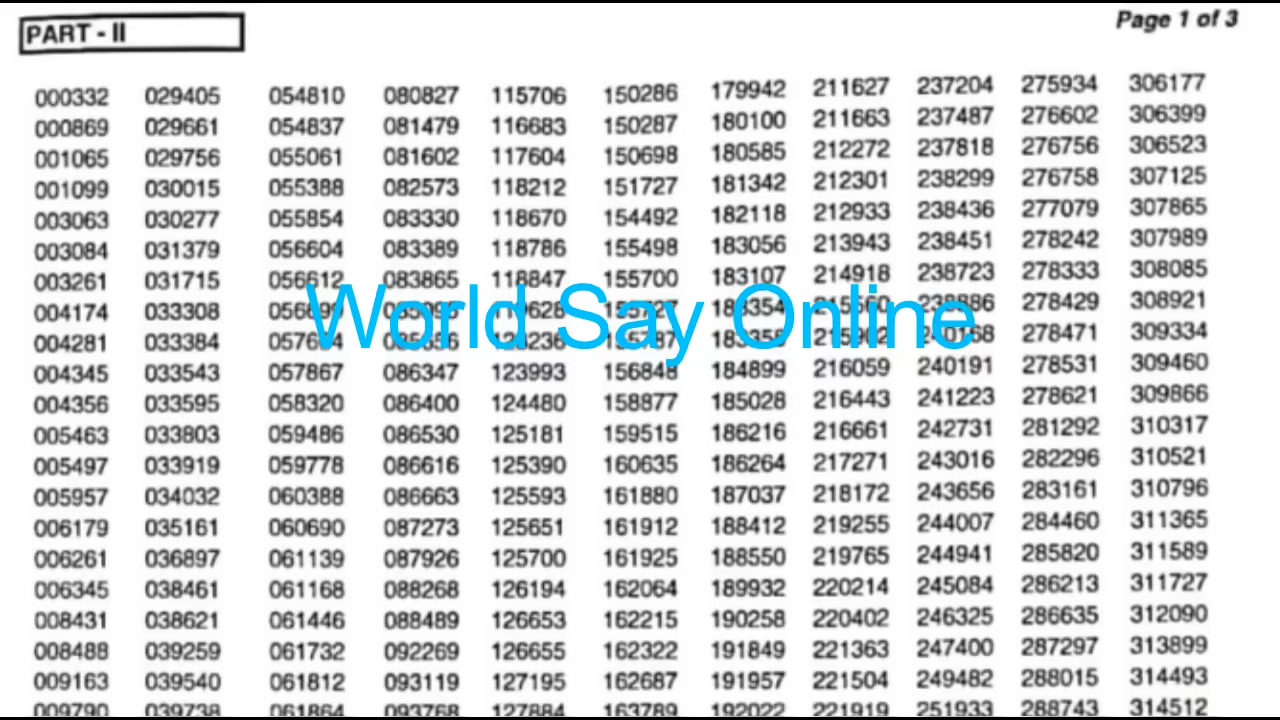 PART - II
Page 1 of 3
000332 029405 054810 080827 115706 150286 179942 211627 237204 275934 306177
000869 029661 054837 081479 116683 150287 180100 211663 237487 276602 306399
001065 029756 055061 081602 117604 150698 180585 212272 237818 276756 306523
001099 030015 055388 082573 118212 151727 181342 212301 238299 276758 307125
003063 030277 055854 083330 118670 154492 182118 212933 238436 277079 307865
003084 031379 056604 083389 118786 155498 183056 213943 238451 278242 307989
003261 031715 056612 083865 118847 155700 183107 214918 238723 278333 308085
004174 033308 278429 308921
World Say Online
004281 033384 278471 309334
004345 033543 057867 086347 123993 156848 184899 216059 240191 278531 309460
004356 033595 058320 086400 124480 158877 185028 216443 241223 278621 309866
005463 033803 059486 086530 125181 159515 186216 216661 242731 281292 310317
005497 033919 059778 086616 125390 160635 186264 217271 243016 282296 310521
005957 034032 060388 086663 125593 161880 187037 218172 243656 283161 310796
006179 035161 060690 087273 125651 161912 188412 219255 244007 284460 311365
006261 036897 061139 087926 125700 161925 188550 219765 244941 285820 311589
006345 038461 061168 088268 126194 162064 189932 220214 245084 286213 311727
008431 038621 061446 088489 126653 162215 190258 220402 246325 286635 312090
008488 039259 061732 092269 126655 162322 191849 221363 247400 287297 313899
009163 039540 061812 093119 127195 162687 191957 221504 249482 288015 314493
009790 039738 061864 093768 127884 163789 192022 221919 251933 288743 314512